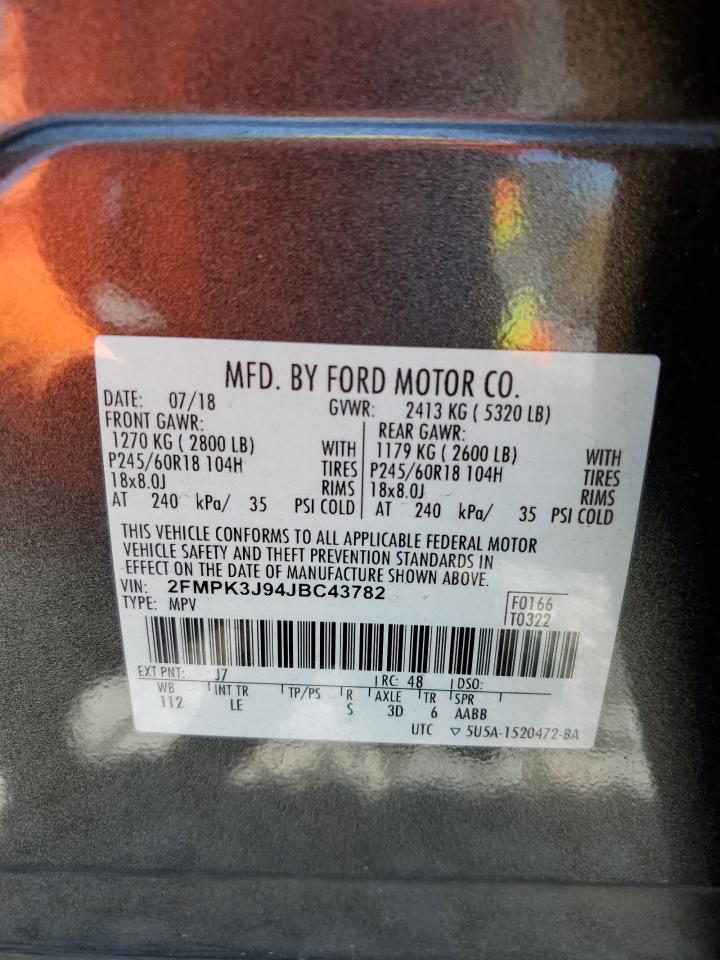 MFD. BY FORD MOTOR CO.
DATE: 07/18 GVWR: 2413 KG ( 5320 LB)
FRONT GAWR:
1270 KG ( 2800 LB) WITH
P245/60R18 104H TIRES
18x8.0J RIMS
AT 240 kPa/ 35 PSI COLD
REAR GAWR:
1179 KG ( 2600 LB) WITH
P245/60R18 104H TIRES
18x8.0J RIMS
AT 240 kPa/ 35 PSI COLD
THIS VEHICLE CONFORMS TO ALL APPLICABLE FEDERAL MOTOR
VEHICLE SAFETY AND THEFT PREVENTION STANDARDS IN
EFFECT ON THE DATE OF MANUFACTURE SHOWN ABOVE.
VIN: 2FMPK3J94JBC43782
TYPE: MPV
F0166
T0322
EXT PNT: J7 RC: 48 DSO:
WB INT TR TP/PS R AXLE TR SPR
112 LE S 3D 6 AABB
UTC ▽ 5U5A-1520472-BA